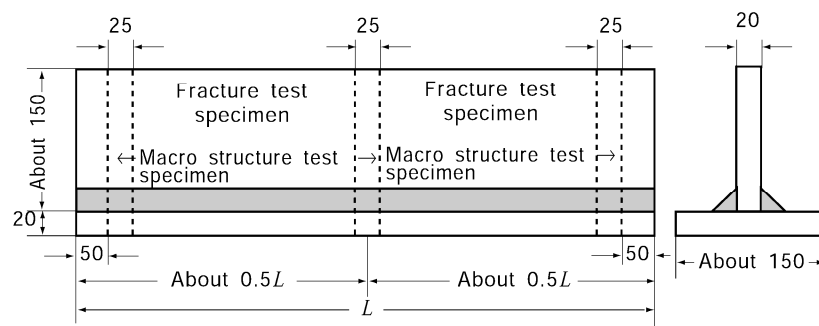 25
25
25
20
Fracture test
specimen
Fracture test
specimen
About 150
Macro structure test
specimen
Macro structure test
specimen
20
50
50
About 0.5L
About 0.5L
About 150
L